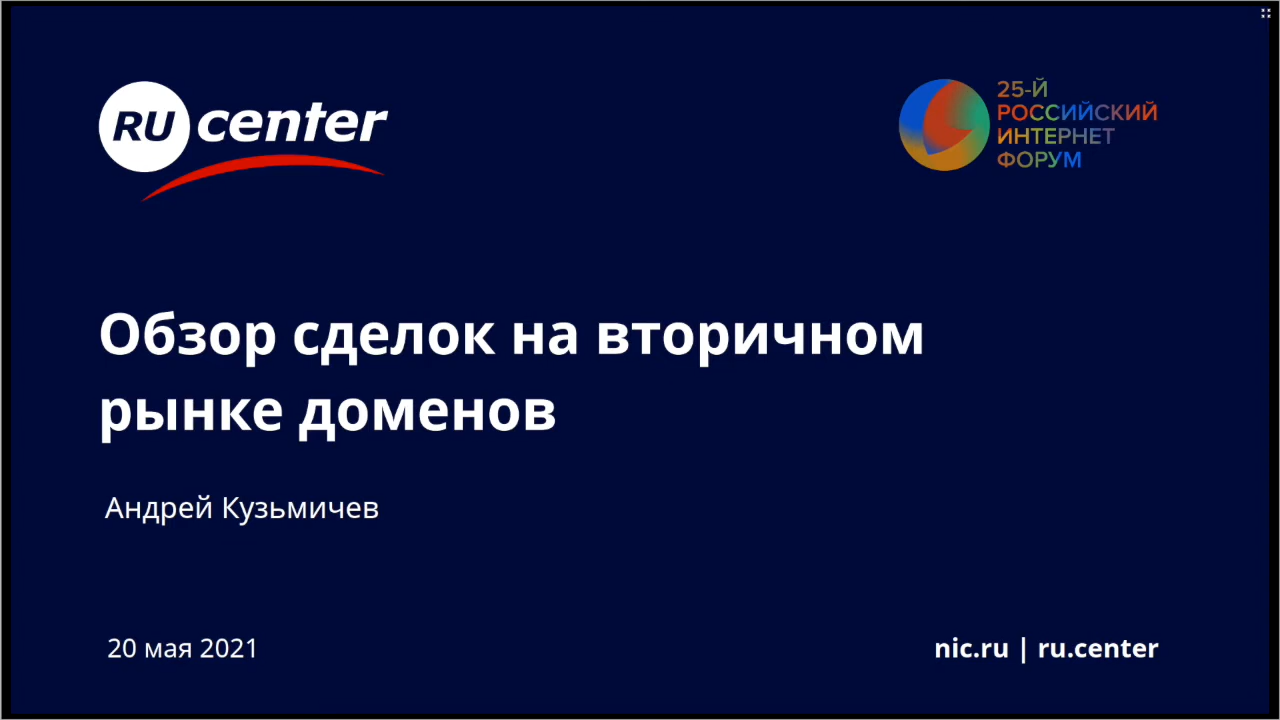 RU center
25-Й
РОССИЙСКИЙ
ИНТЕРНЕТ
ФОРУМ
Обзор сделок на вторичном
рынке доменов
Андрей Кузьмичев
20 мая 2021
nic.ru | ru.center